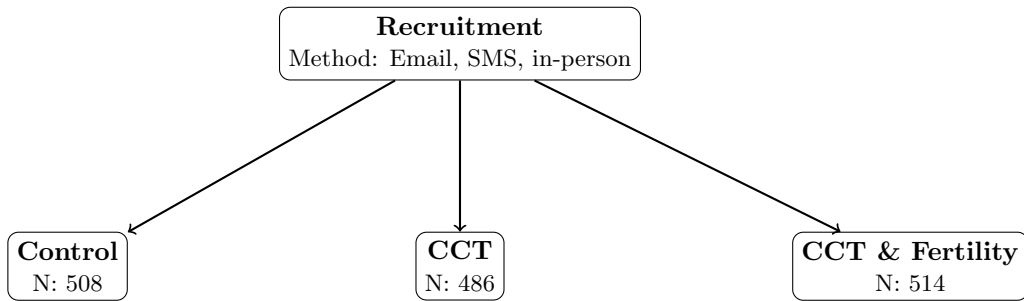 Recruitment
Method: Email, SMS, in-person
Control
N: 508
CCT
N: 486
CCT & Fertility
N: 514